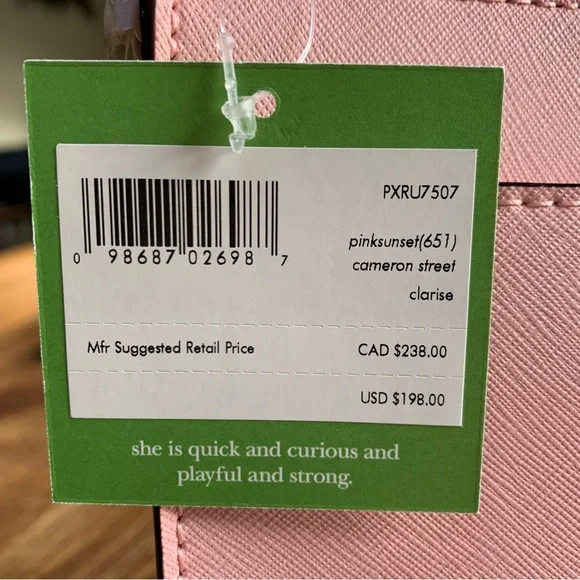 PXRU7507
0 98687 02698 7
pinksunset(651)
cameron street
clarise
Mfr Suggested Retail Price CAD $238.00
USD $198.00
she is quick and curious and
playful and strong.